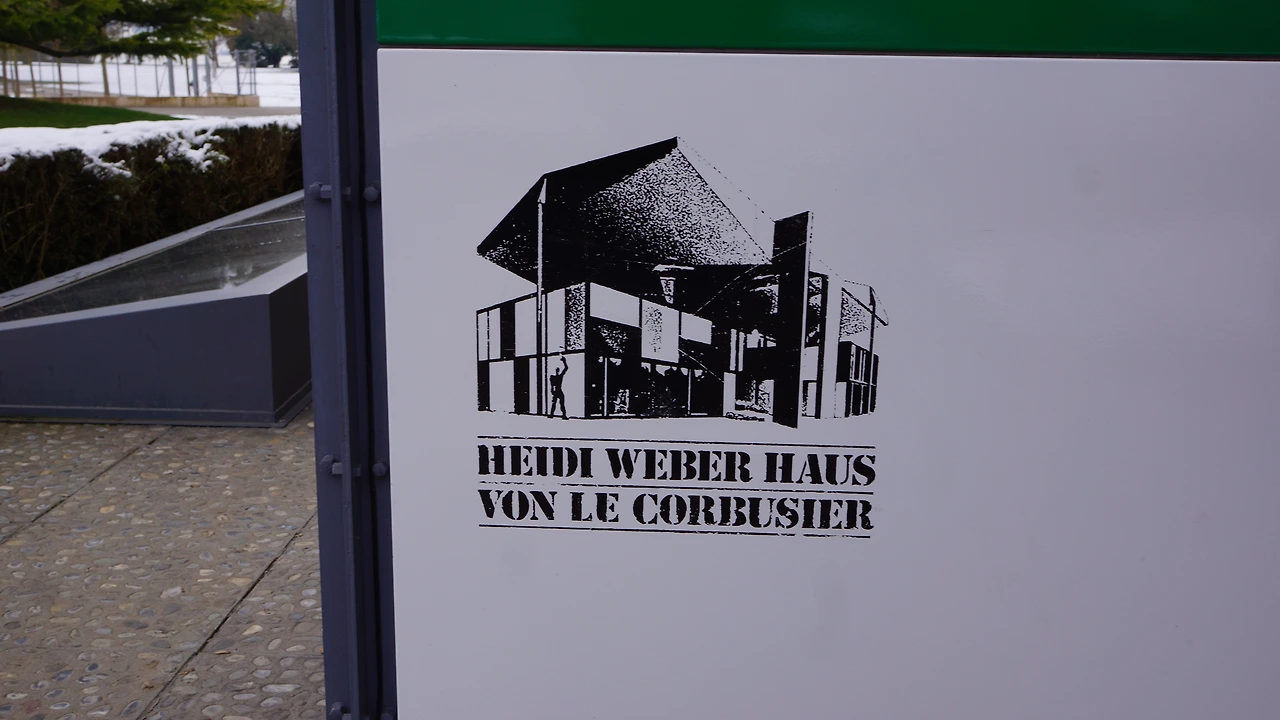 HEIDI WEBER HAUS
VON LE CORBUSIER